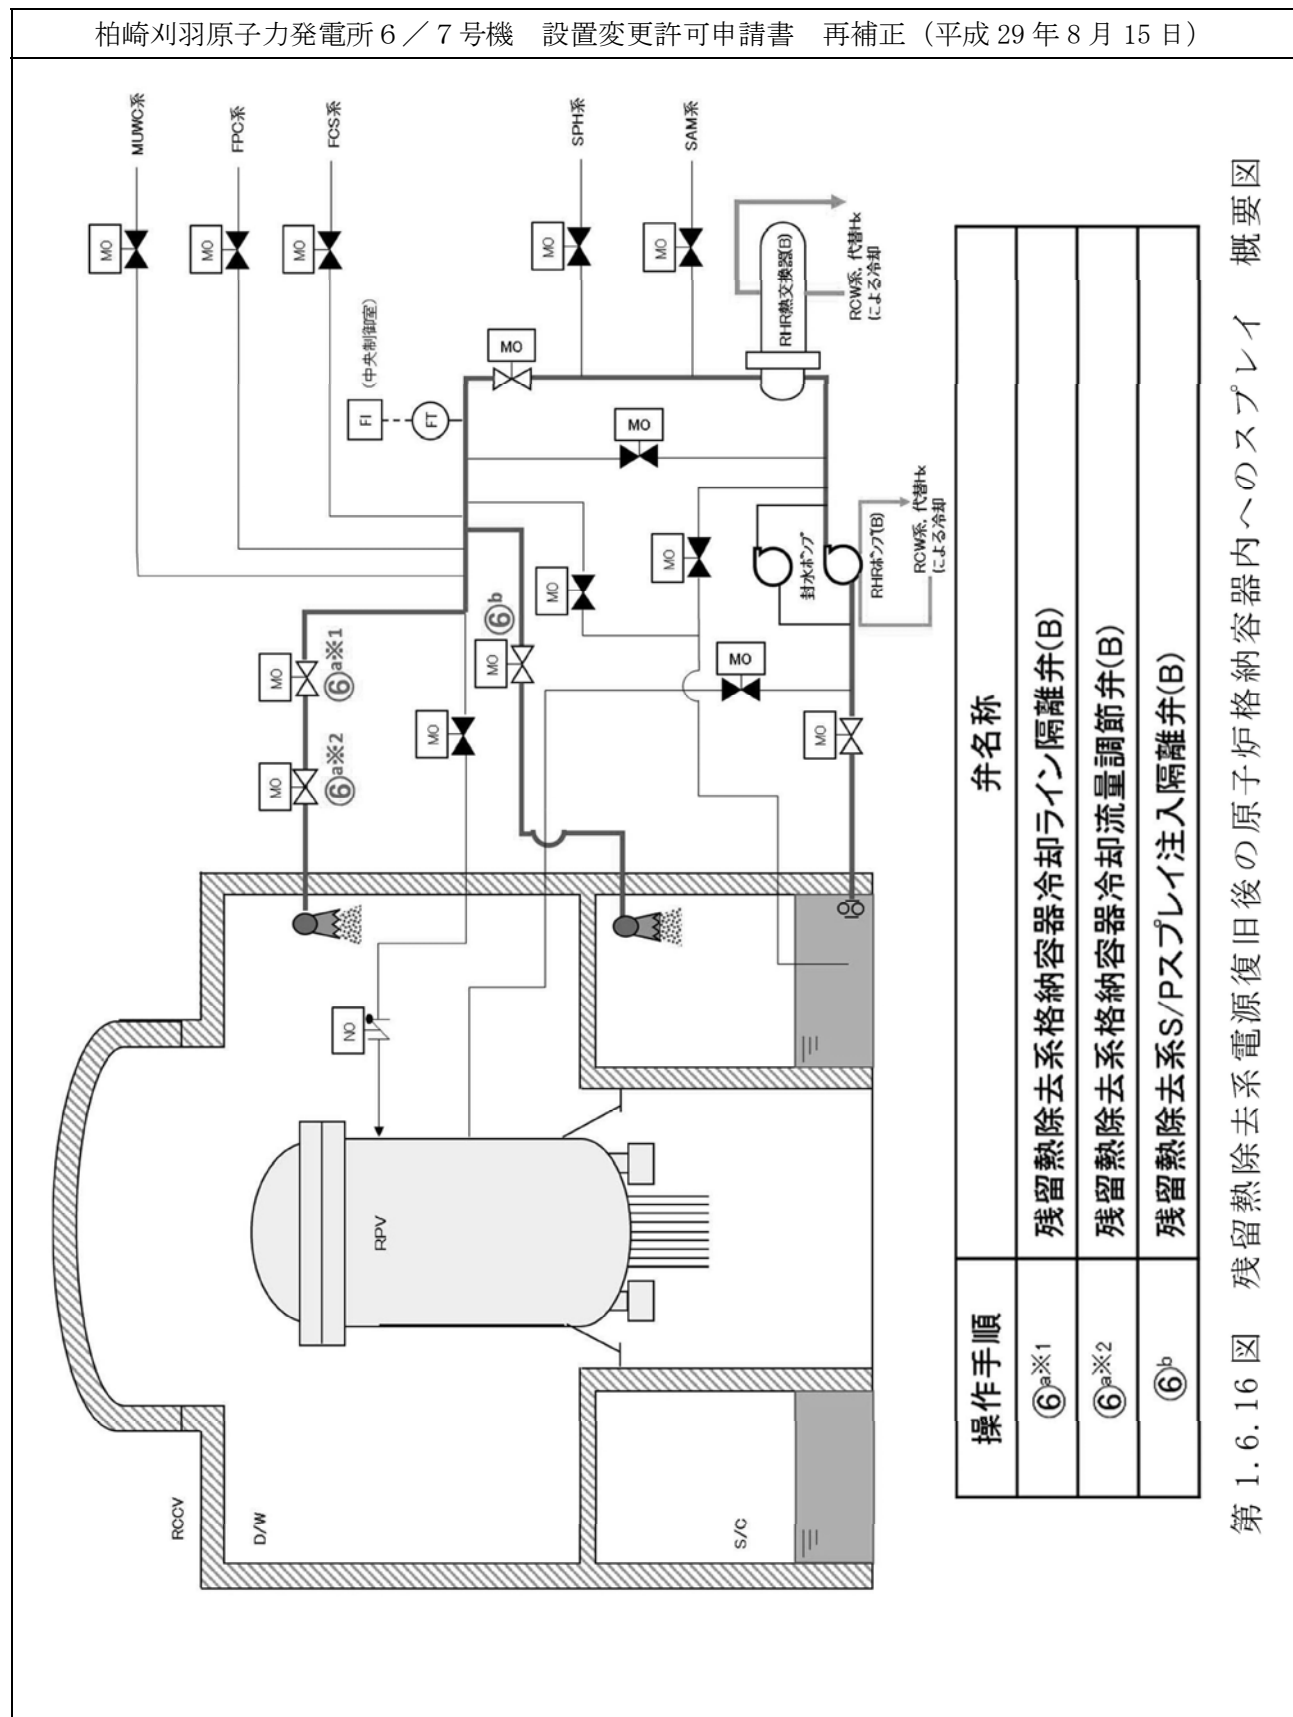 柏崎刈羽原子力発電所6／7号機　設置変更許可申請書　再補正（平成 29 年 8 月 15 日）
MUWC系
FPC系
FCS系
SPH系
SAM系
MO
MO
MO
MO
MO
(中央制御室)
FI
FT
MO
RHR熱交換器(B)
RCW系, 代替Hx
による冷却
MO
MO
⑥a※1
MO
⑥a※2
MO
⑥b
MO
MO
MO
MO
MO
封水ポンプ
RHRポンプ(B)
RCW系, 代替Hx
による冷却
NO
RPV
RCCV
D/W
S/C
操作手順 弁名称
⑥a※1 残留熱除去系格納容器冷却ライン隔離弁(B)
⑥a※2 残留熱除去系格納容器冷却流量調節弁(B)
⑥b 残留熱除去系S/Pスプレイ注入隔離弁(B)
第 1.6.16 図　残留熱除去系電源復旧後の原子炉格納容器内へのスプレイ　概要図